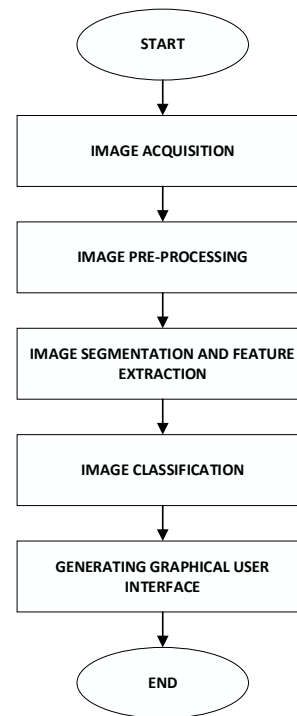 START
IMAGE ACQUISITION
IMAGE PRE-PROCESSING
IMAGE SEGMENTATION AND FEATURE
EXTRACTION
IMAGE CLASSIFICATION
GENERATING GRAPHICAL USER
INTERFACE
END